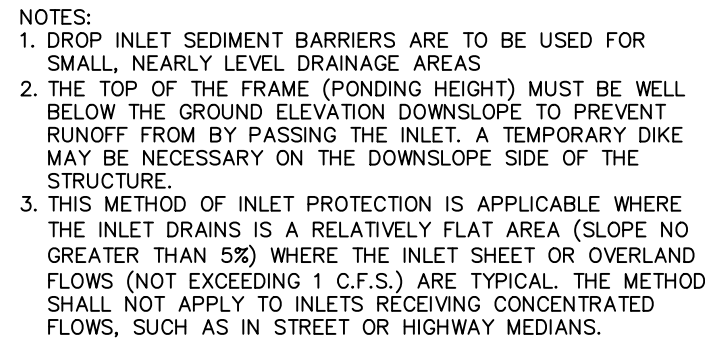 NOTES:
1. DROP INLET SEDIMENT BARRIERS ARE TO BE USED FOR
SMALL, NEARLY LEVEL DRAINAGE AREAS
2. THE TOP OF THE FRAME (PONDING HEIGHT) MUST BE WELL
BELOW THE GROUND ELEVATION DOWNSLOPE TO PREVENT
RUNOFF FROM BY PASSING THE INLET. A TEMPORARY DIKE
MAY BE NECESSARY ON THE DOWNSLOPE SIDE OF THE
STRUCTURE.
3. THIS METHOD OF INLET PROTECTION IS APPLICABLE WHERE
THE INLET DRAINS IS A RELATIVELY FLAT AREA (SLOPE NO
GREATER THAN 5%) WHERE THE INLET SHEET OR OVERLAND
FLOWS (NOT EXCEEDING 1 C.F.S.) ARE TYPICAL. THE METHOD
SHALL NOT APPLY TO INLETS RECEIVING CONCENTRATED
FLOWS, SUCH AS IN STREET OR HIGHWAY MEDIANS.